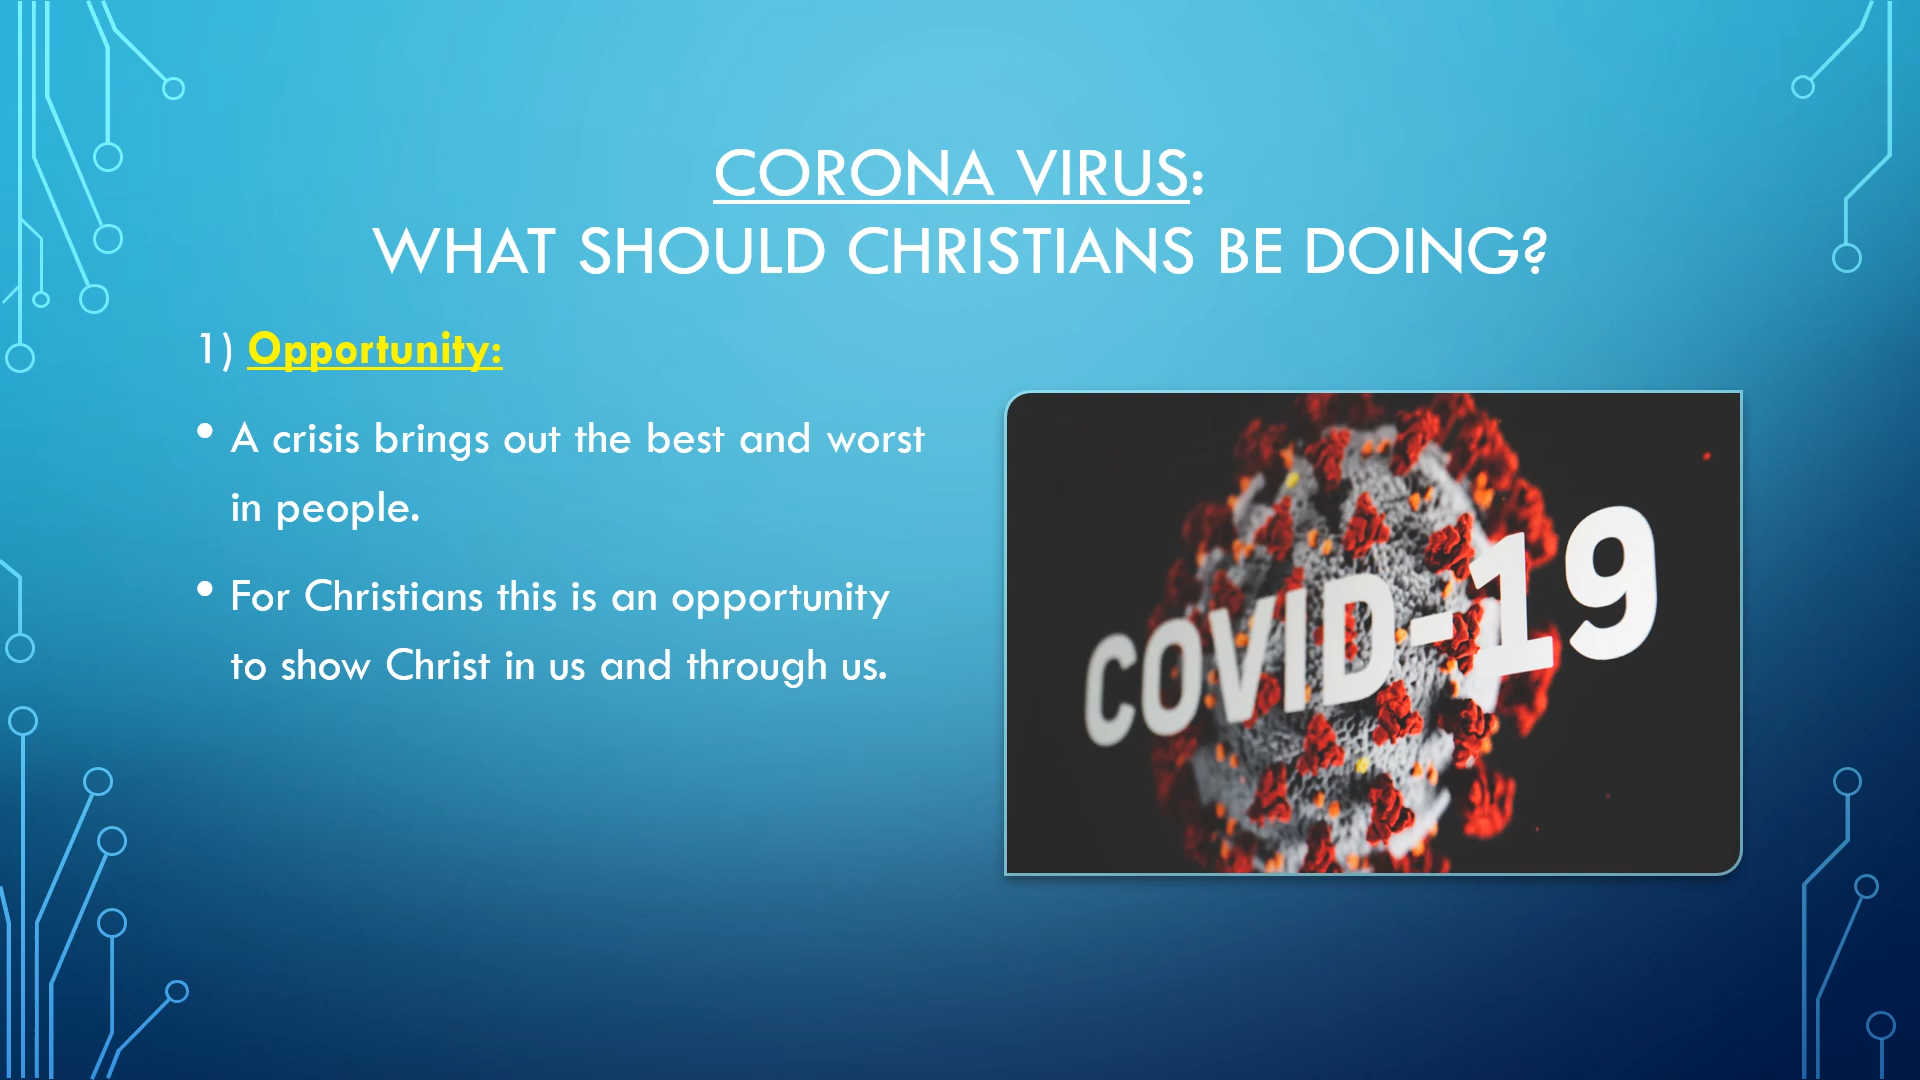 CORONA VIRUS:
WHAT SHOULD CHRISTIANS BE DOING?
1) Opportunity:
• A crisis brings out the best and worst
in people.
• For Christians this is an opportunity
to show Christ in us and through us.
COVID-19